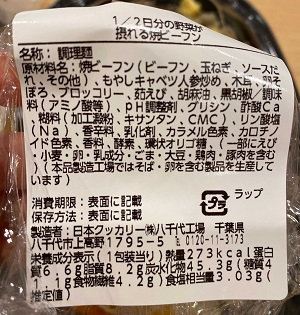 1/2日分の野菜が
摂れる焼ビーフン
名称:調理麺
原材料名:焼ビーフン(ビーフン、玉ねぎ、ソースだ
れ、その他)、もやしキャベツ人参炒め、木耳、卵そ
ぼろ、ブロッコリー、茹えび、胡麻油、黒胡椒/調味
料(アミノ酸等)、pH調整剤、グリシン、酢酸Ca
、糊料(加工澱粉、キサンタン、CMC)、リン酸塩
(Na)、香辛料、乳化剤、カラメル色素、カロチノ
イド色素、香料、酵素、環状オリゴ糖、(一部にえび
・小麦・卵・乳成分・ごま・大豆・鶏肉・豚肉を含む)
(本品製造工場ではそば・卵を含む製品を生産して
います)
消費期限:表面に記載
保存方法:表面に記載
プラ
ラップ
製造者:日本クッカリー(株)八千代工場 千葉県
八千代市上高野1795-5 ℡0120-11-3173
栄養成分表示(1包装当り)熱量273kcal蛋白
質6.6g脂質8.2g炭水化物45.3g(糖質4
1.1g食物繊維4.2g)食塩相当量3.03g(
推定値)